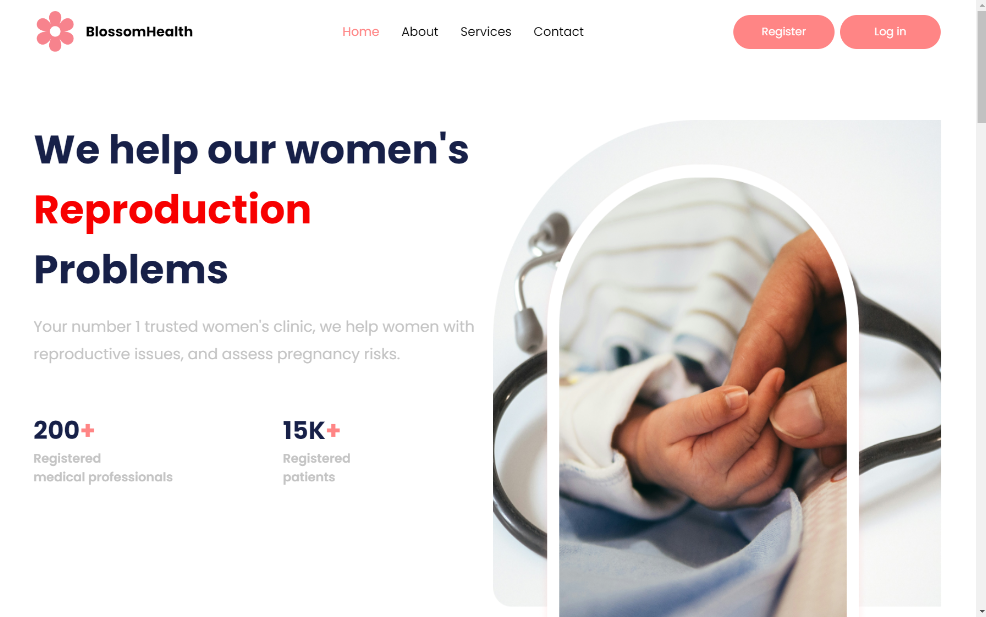 BlossomHealth
Home About Services Contact
Register Log in
We help our women's
Reproduction
Problems
Your number 1 trusted women's clinic, we help women with
reproductive issues, and assess pregnancy risks.
200+
Registered
medical professionals
15K+
Registered
patients